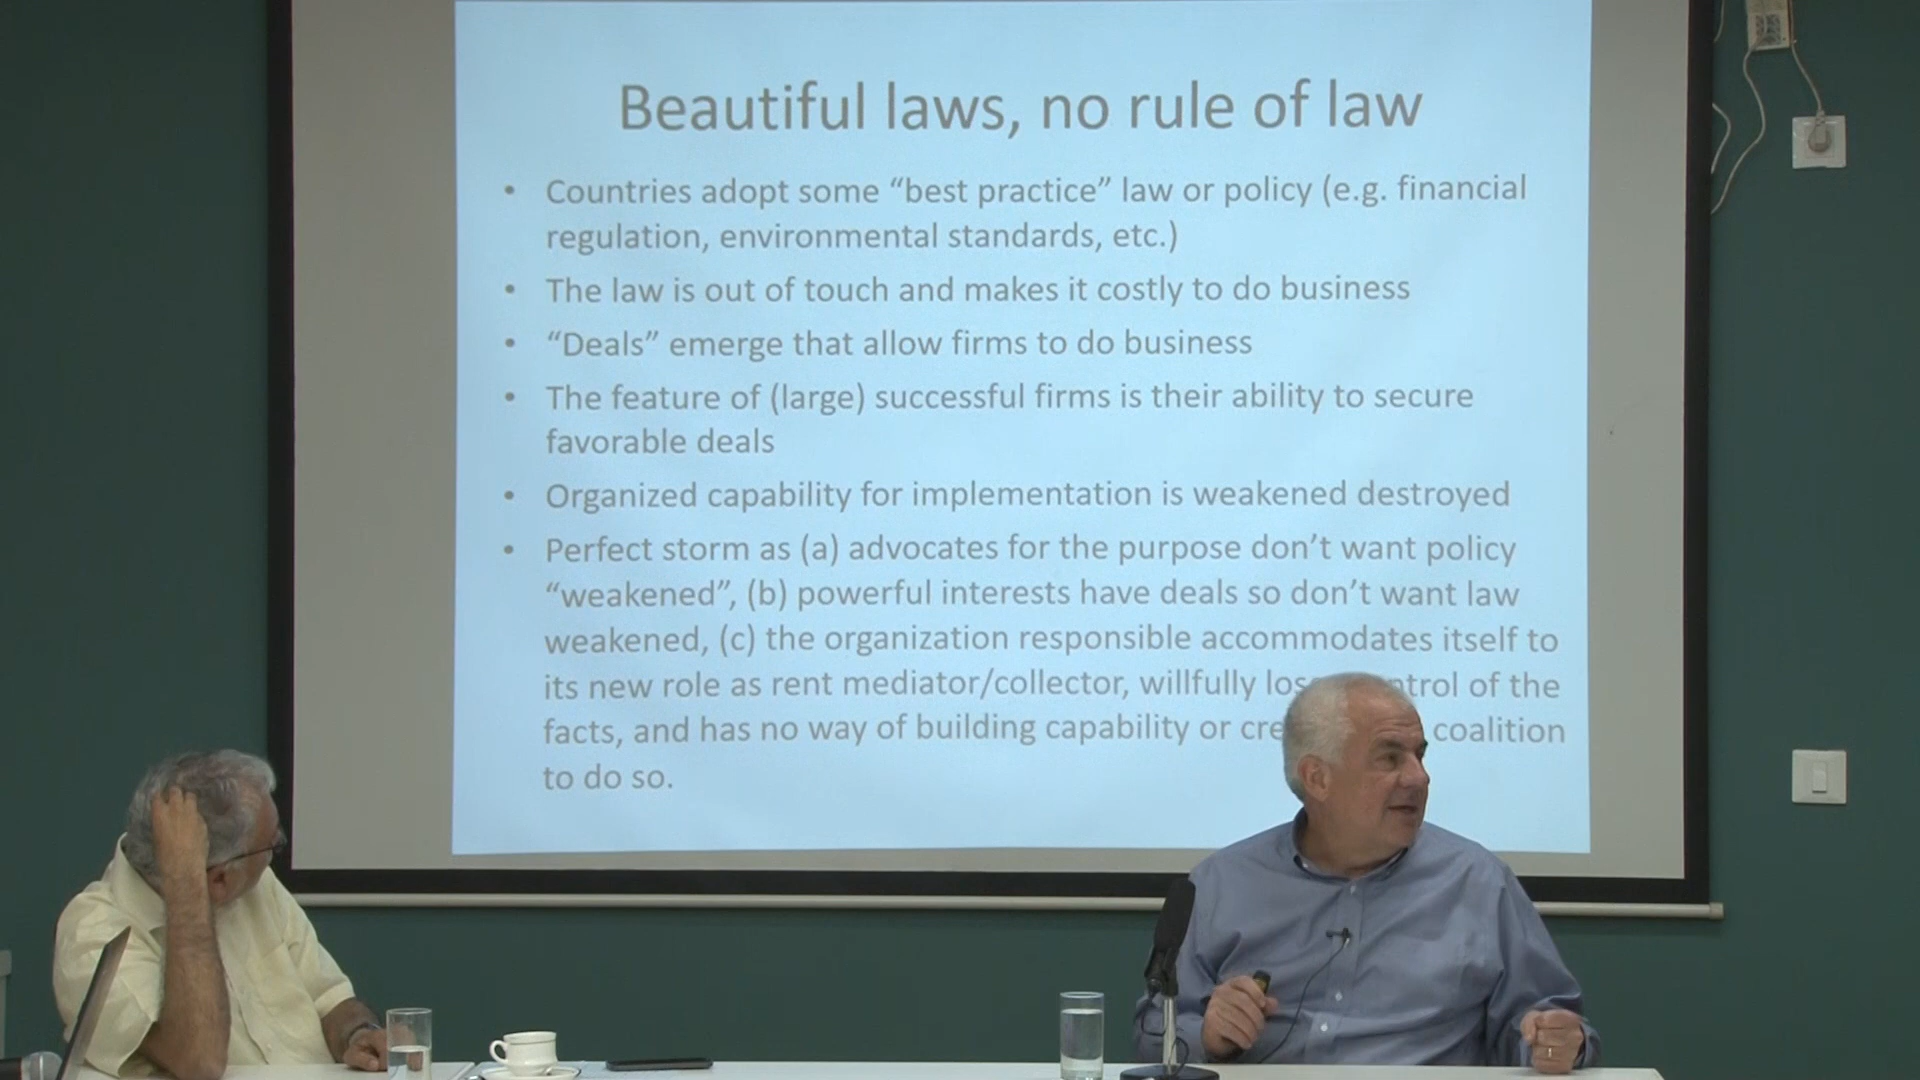 Beautiful laws, no rule of law
• Countries adopt some “best practice” law or policy (e.g. financial
regulation, environmental standards, etc.)
• The law is out of touch and makes it costly to do business
• “Deals” emerge that allow firms to do business
• The feature of (large) successful firms is their ability to secure
favorable deals
• Organized capability for implementation is weakened destroyed
• Perfect storm as (a) advocates for the purpose don’t want policy
“weakened”, (b) powerful interests have deals so don’t want law
weakened, (c) the organization responsible accommodates itself to
its new role as rent mediator/collector, willfully of the
facts, and has no way of building capability or coalition
to do so.